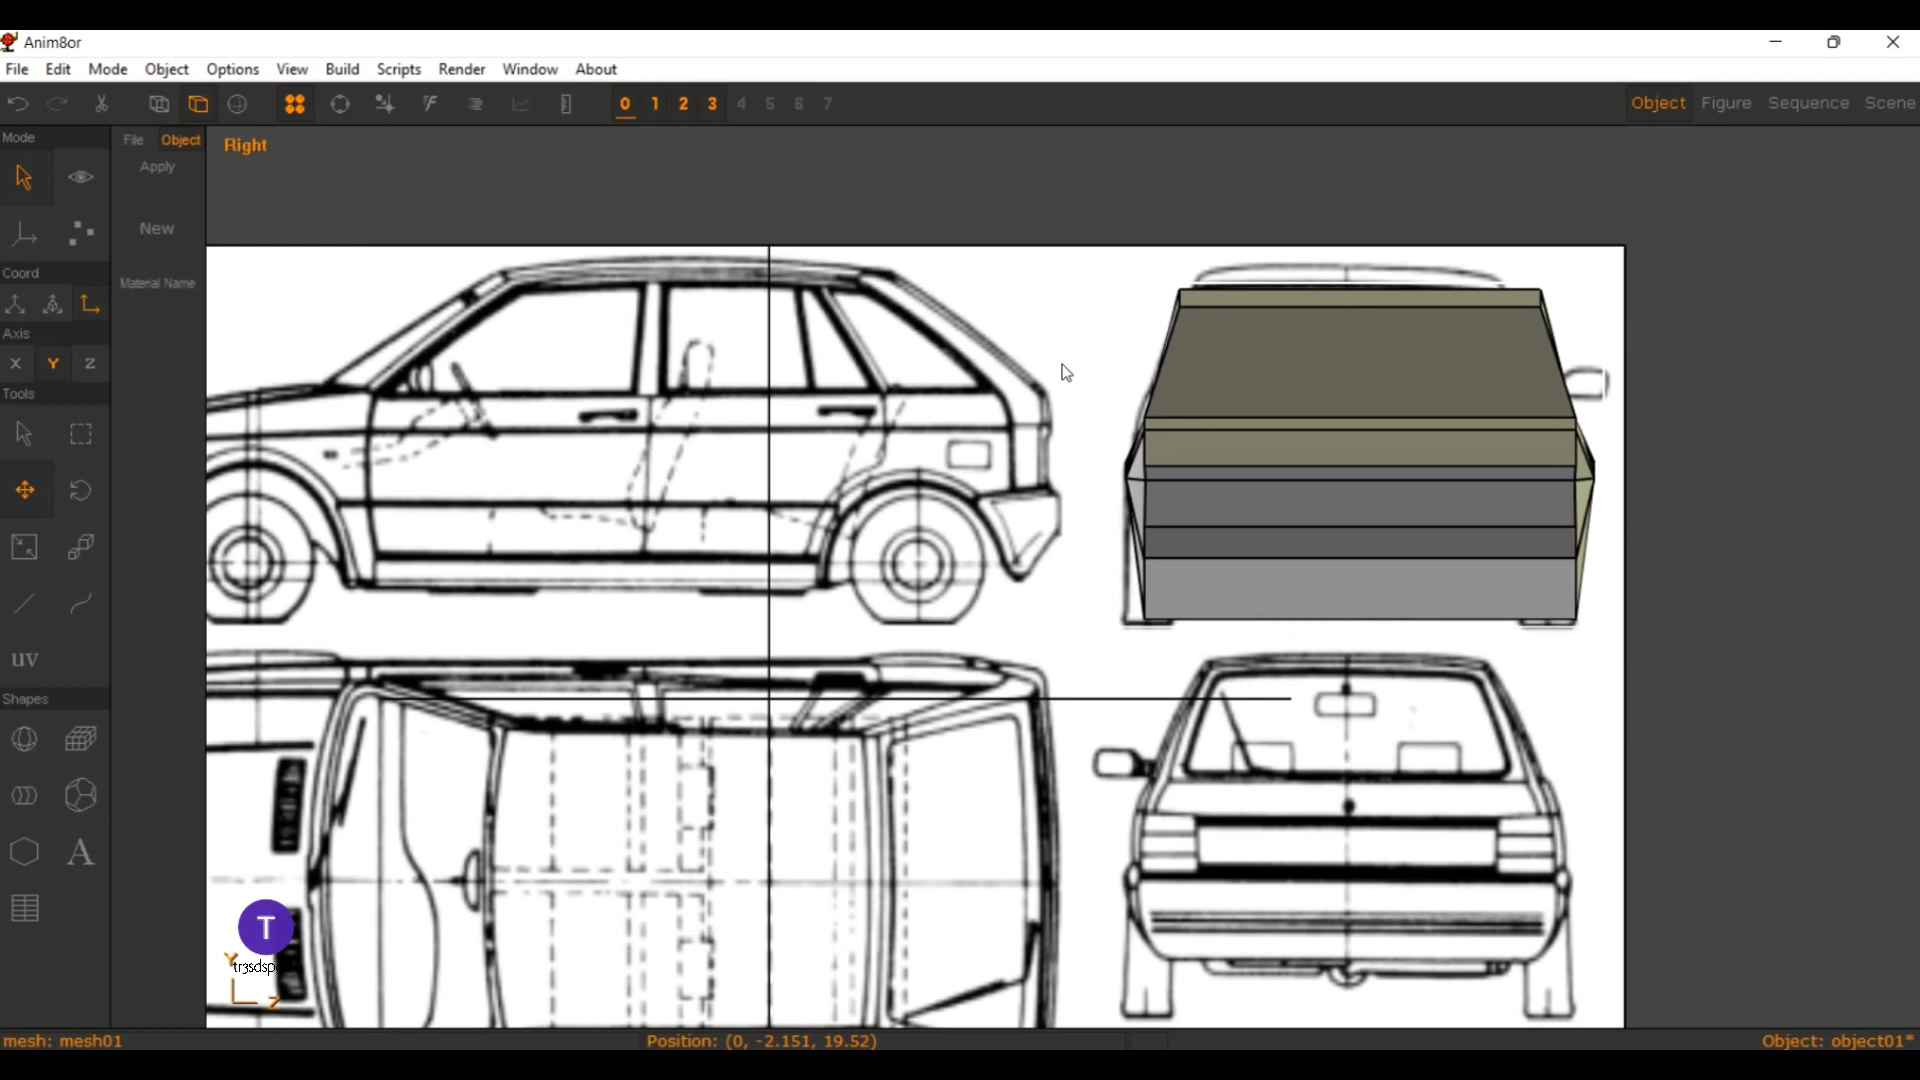 Anim8or
File Edit Mode Object Options View Build Scripts Render Window About
0 1 2 3 4 5 6 7
Object Figure Sequence Scene
Mode
File Object
Right
Apply
New
Coord
Material Name
Axis
X Y Z
Tools
uv
Shapes
A
T
Y
Z
mesh: mesh01
Position: (0, -2.151, 19.52)
Object: object01*